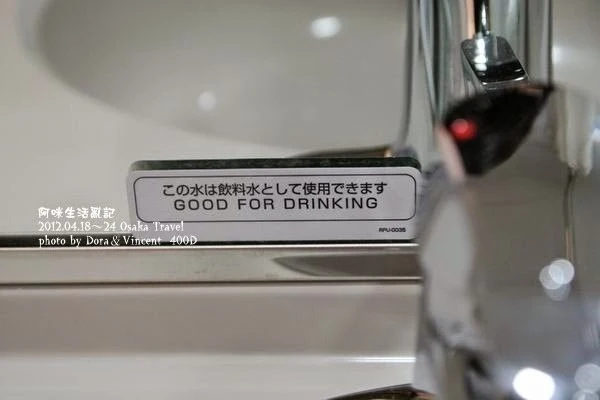 この水は飲料水として使用できます
GOOD FOR DRINKING
RPU-0035
阿咪生活亂記
2012.04.18~24 Osaka Travel
photo by Dora & Vincent 400D